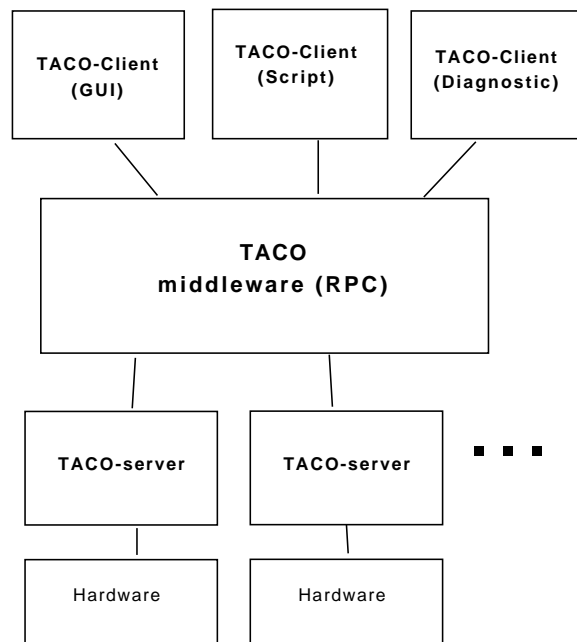 TACO-Client
(GUI)
TACO-Client
(Script)
TACO-Client
(Diagnostic)
TACO
middleware (RPC)
TACO-server
TACO-server
Hardware
Hardware